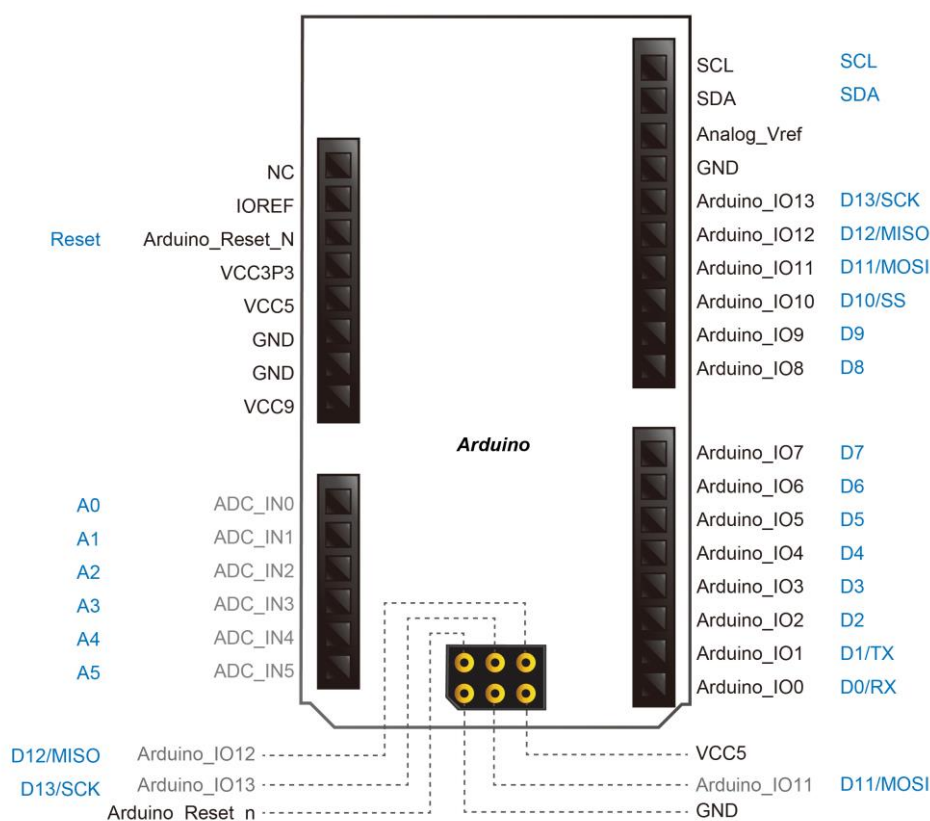 SCL SCL
SDA SDA
Analog_Vref
NC GND
IOREF Arduino_IO13 D13/SCK
Reset Arduino_Reset_N Arduino_IO12 D12/MISO
VCC3P3 Arduino_IO11 D11/MOSI
VCC5 Arduino_IO10 D10/SS
GND Arduino_IO9 D9
GND Arduino_IO8 D8
VCC9
Arduino
Arduino_IO7 D7
Arduino_IO6 D6
A0 ADC_IN0 Arduino_IO5 D5
A1 ADC_IN1 Arduino_IO4 D4
A2 ADC_IN2 Arduino_IO3 D3
A3 ADC_IN3 Arduino_IO2 D2
A4 ADC_IN4 Arduino_IO1 D1/TX
A5 ADC_IN5 Arduino_IO0 D0/RX
D12/MISO Arduino_IO12 VCC5
D13/SCK Arduino_IO13 Arduino_IO11 D11/MOSI
Arduino_Reset_n GND